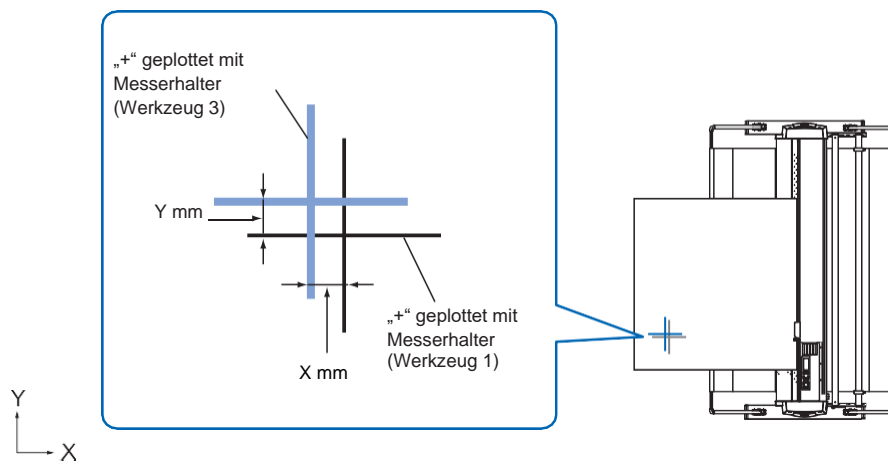 „+“ geplottet mit
Messerhalter
(Werkzeug 3)
Y mm
„+“ geplottet mit
Messerhalter
(Werkzeug 1)
X mm
Y
X